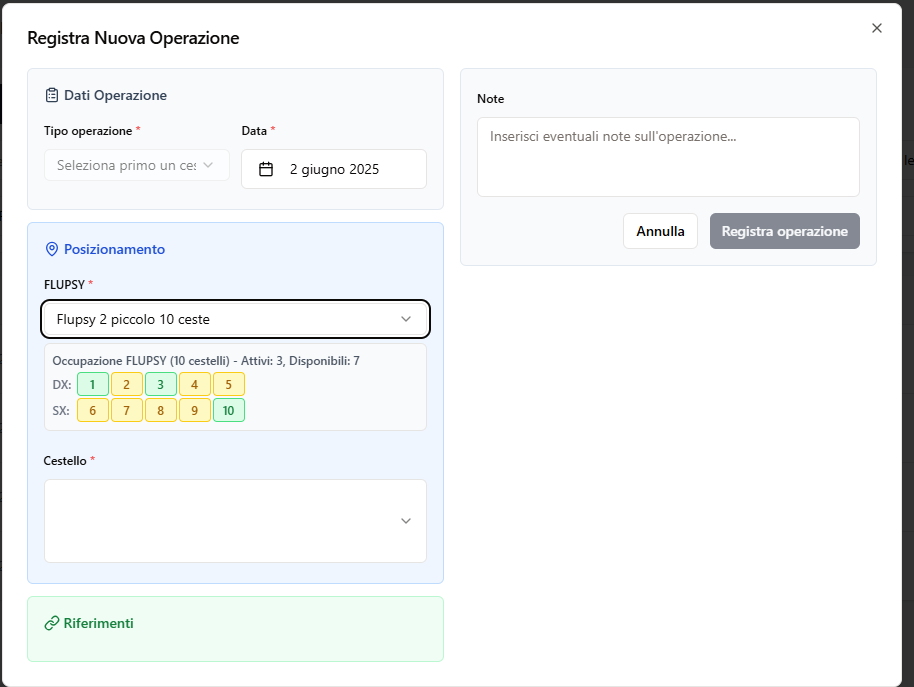 Registra Nuova Operazione
Dati Operazione
Tipo operazione *
Data *
Seleziona primo un ces
2 giugno 2025
Posizionamento
FLUPSY *
Flupsy 2 piccolo 10 ceste
Occupazione FLUPSY (10 cestelli) - Attivi: 3, Disponibili: 7
DX: 1 2 3 4 5
SX: 6 7 8 9 10
Cestello *
Riferimenti
Note
Inserisci eventuali note sull'operazione...
Annulla
Registra operazione
le